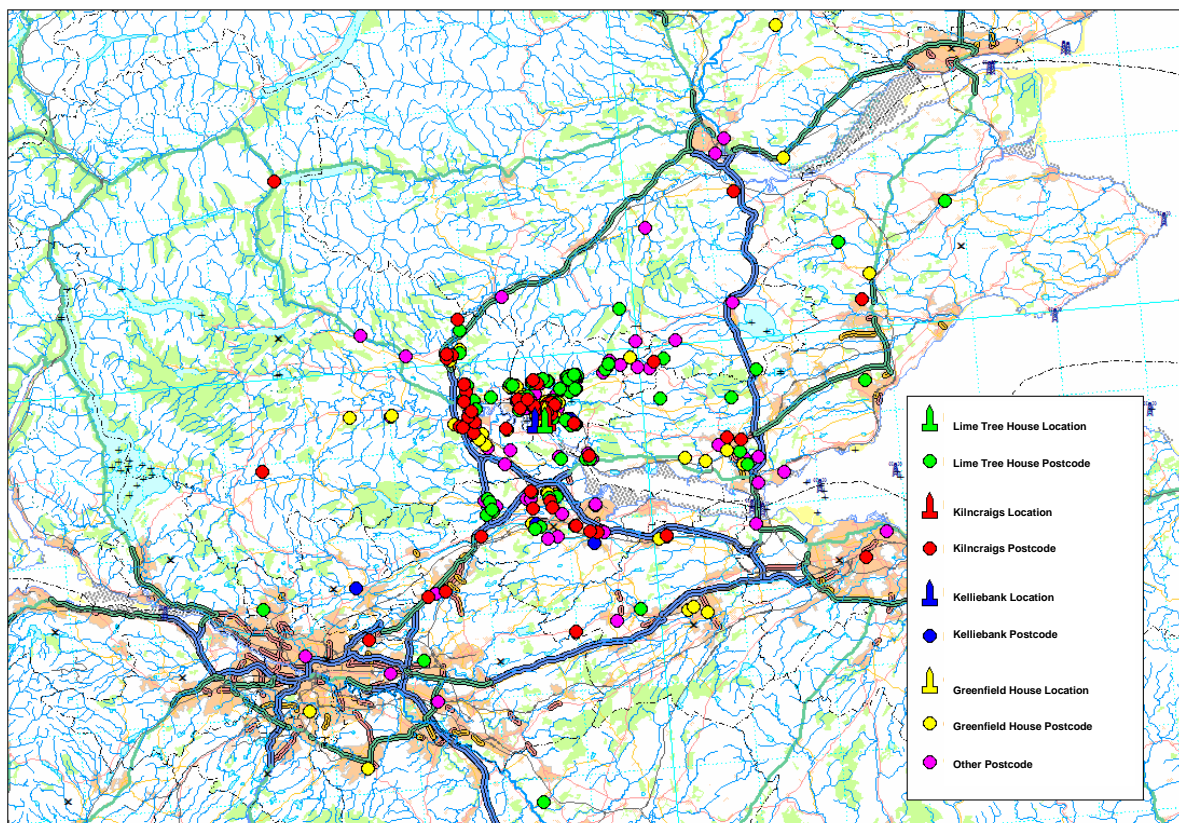 Lime Tree House Location
Lime Tree House Postcode
Kilncraigs Location
Kilncraigs Postcode
Kelliebank Location
Kelliebank Postcode
Greenfield House Location
Greenfield House Postcode
Other Postcode